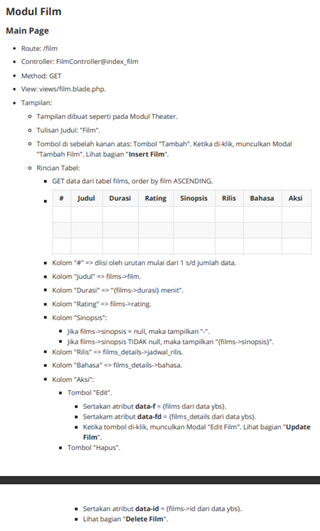 Modul Film
Main Page
Route: /film
Controller: FilmController@index_film
Method: GET
View: views/film.blade.php.
Tampilan:
Tampilan dibuat seperti pada Modul Theater.
Tulisan Judul: "Film".
Tombol di sebelah kanan atas: Tombol "Tambah". Ketika di-klik, munculkan Modal
"Tambah Film". Lihat bagian "Insert Film".
Rincian Tabel:
GET data dari tabel films, order by film ASCENDING.
# Judul Durasi Rating Sinopsis Rilis Bahasa Aksi
Kolom "#" => diisi oleh urutan mulai dari 1 s/d jumlah data.
Kolom "Judul" => films->film.
Kolom "Durasi" => "{films->durasi} menit".
Kolom "Rating" => films->rating.
Kolom "Sinopsis":
Jika films->sinopsis = null, maka tampilkan "-".
Jika films->sinopsis TIDAK null, maka tampilkan "{films->sinopsis}".
Kolom "Rilis" => films_details->jadwal_rilis.
Kolom "Bahasa" => films_details->bahasa.
Kolom "Aksi":
Tombol "Edit".
Sertakan atribut data-f = {films dari data ybs}.
Sertakam atribut data-fd = {films_details dari data ybs}.
Ketika tombol di-klik, munculkan Modal "Edit Film". Lihat bagian "Update
Film".
Tombol "Hapus".
Sertakan atribut data-id = {films->id dari data ybs}.
Lihat bagian "Delete Film".